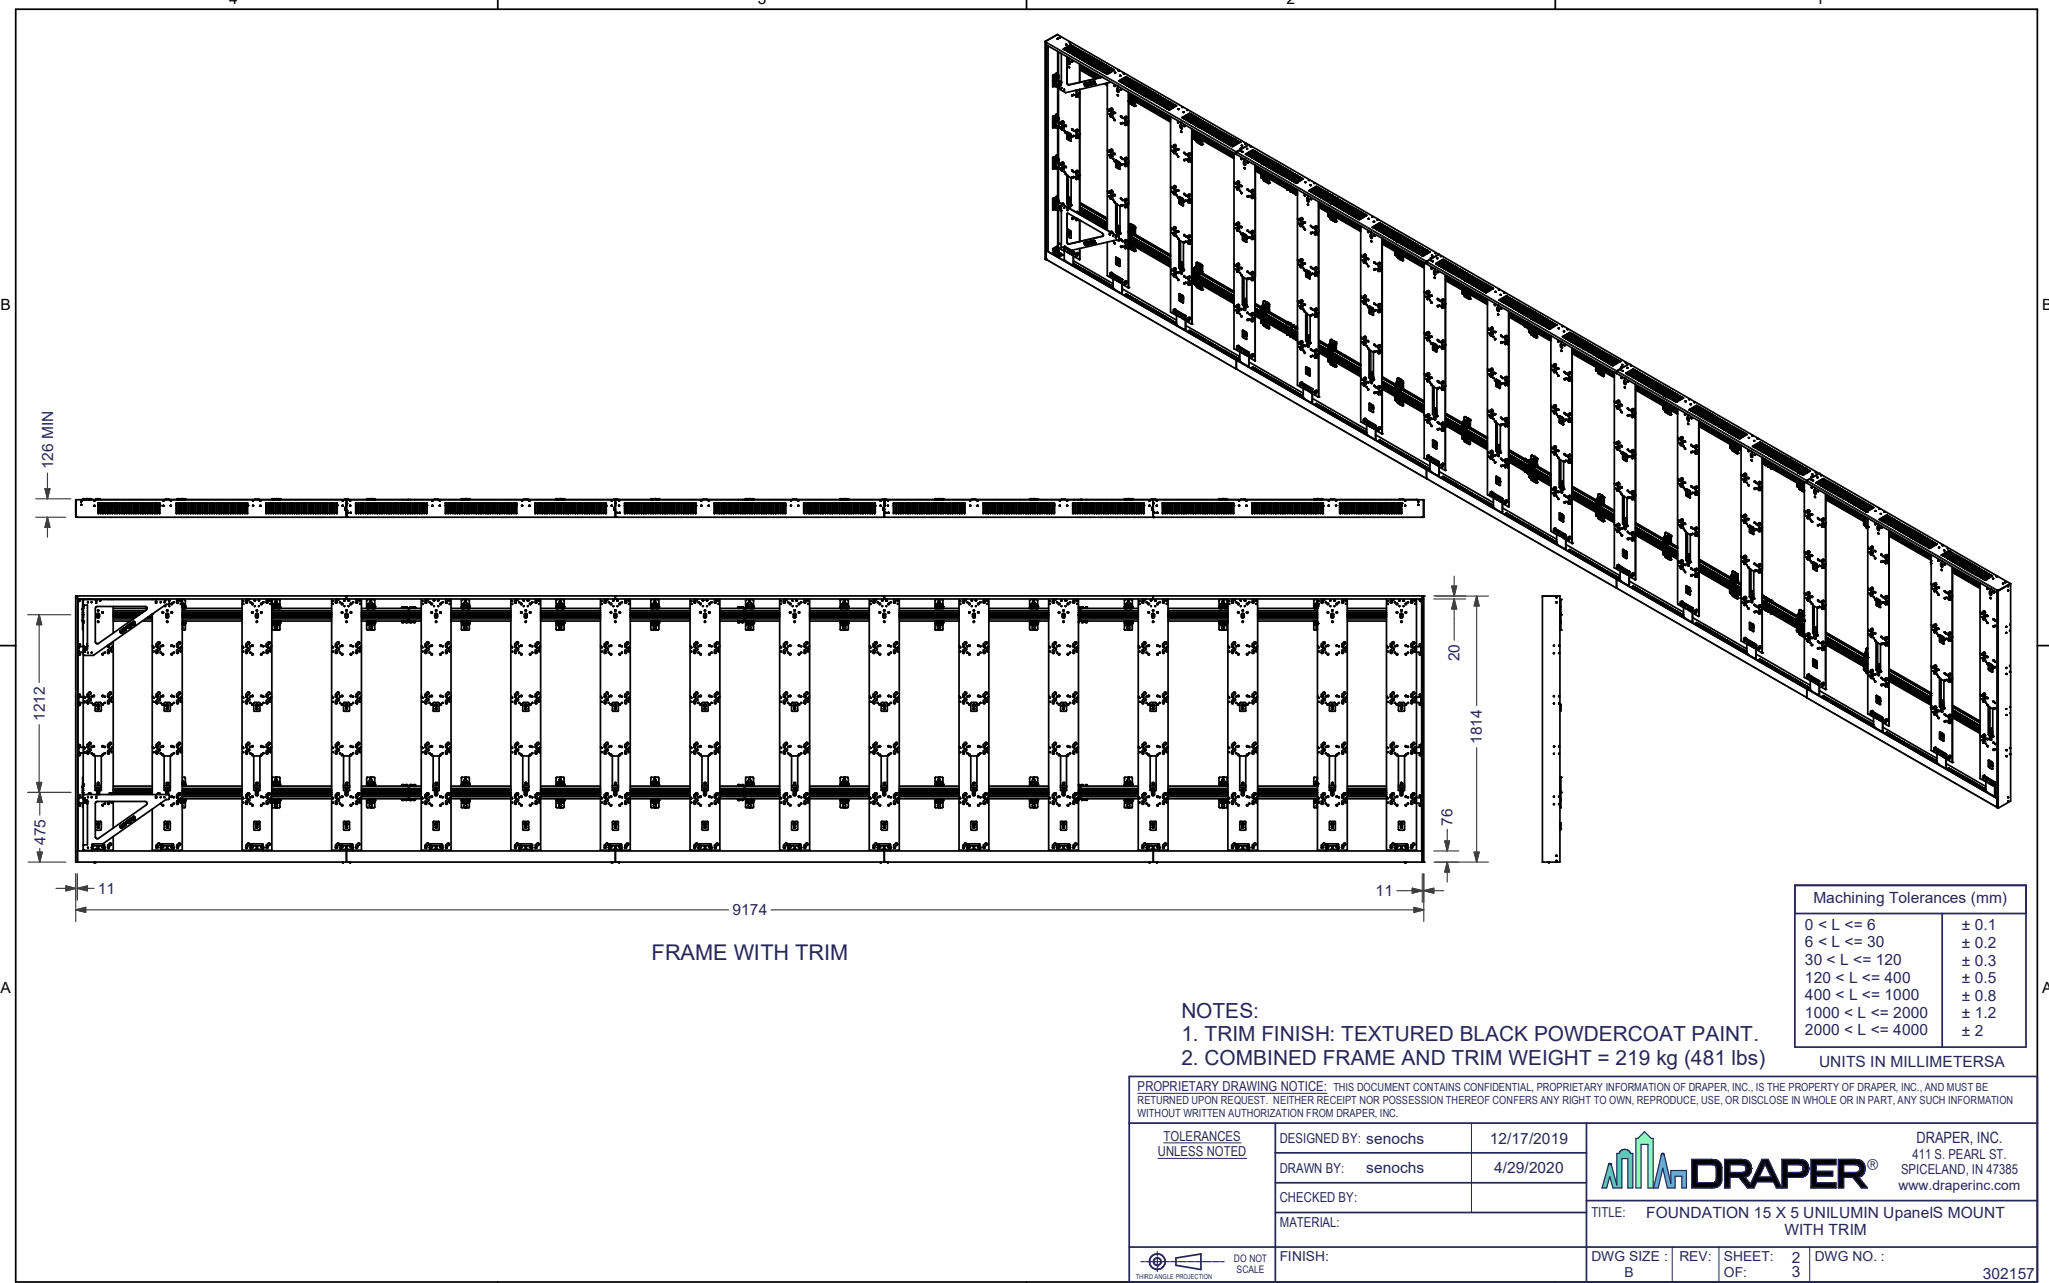 B
B
A
A
126 MIN
1212
475
11
9174
11
20
1814
76
FRAME WITH TRIM
Machining Tolerances (mm)
0 < L <= 6 ± 0.1
6 < L <= 30 ± 0.2
30 < L <= 120 ± 0.3
120 < L <= 400 ± 0.5
400 < L <= 1000 ± 0.8
1000 < L <= 2000 ± 1.2
2000 < L <= 4000 ± 2
UNITS IN MILLIMETERSA
NOTES:
1. TRIM FINISH: TEXTURED BLACK POWDERCOAT PAINT.
2. COMBINED FRAME AND TRIM WEIGHT = 219 kg (481 lbs)
PROPRIETARY DRAWING NOTICE: THIS DOCUMENT CONTAINS CONFIDENTIAL, PROPRIETARY INFORMATION OF DRAPER, INC., IS THE PROPERTY OF DRAPER, INC., AND MUST BE
RETURNED UPON REQUEST. NEITHER RECEIPT NOR POSSESSION THEREOF CONFERS ANY RIGHT TO OWN, REPRODUCE, USE, OR DISCLOSE IN WHOLE OR IN PART, ANY SUCH INFORMATION
WITHOUT WRITTEN AUTHORIZATION FROM DRAPER, INC.
TOLERANCES
UNLESS NOTED
DESIGNED BY: senochs 12/17/2019
DRAWN BY: senochs 4/29/2020
CHECKED BY:
MATERIAL:
FINISH:
THIRD ANGLE PROJECTION
DO NOT
SCALE
DRAPER®
DRAPER, INC.
411 S. PEARL ST.
SPICELAND, IN 47385
www.draperinc.com
TITLE: FOUNDATION 15 X 5 UNILUMIN UpanelS MOUNT
WITH TRIM
DWG SIZE : B
REV:
SHEET: 2
OF: 3
DWG NO. : 302157